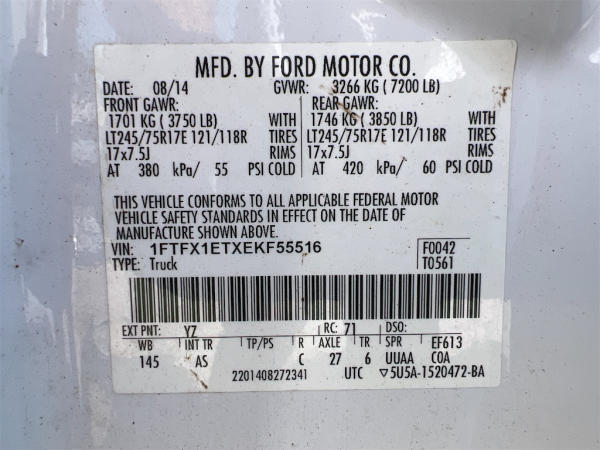 MFD. BY FORD MOTOR CO.
DATE: 08/14 GVWR: 3266 KG ( 7200 LB)
FRONT GAWR: REAR GAWR:
1701 KG ( 3750 LB) WITH 1746 KG ( 3850 LB) WITH
LT245/75R17E 121/118R TIRES LT245/75R17E 121/118R TIRES
17x7.5J RIMS 17x7.5J RIMS
AT 380 kPa/ 55 PSI COLD AT 420 kPa/ 60 PSI COLD
THIS VEHICLE CONFORMS TO ALL APPLICABLE FEDERAL MOTOR
VEHICLE SAFETY STANDARDS IN EFFECT ON THE DATE OF
MANUFACTURE SHOWN ABOVE.
VIN: 1FTFX1ETXEKF55516 F0042
TYPE: Truck T0561
EXT PNT: YZ RC: 71 DSO:
WB INT TR TP/PS R AXLE TR SPR EF613
145 AS C 27 6 UUAA COA
2201408272341 UTC ▽5U5A-1520472-BA